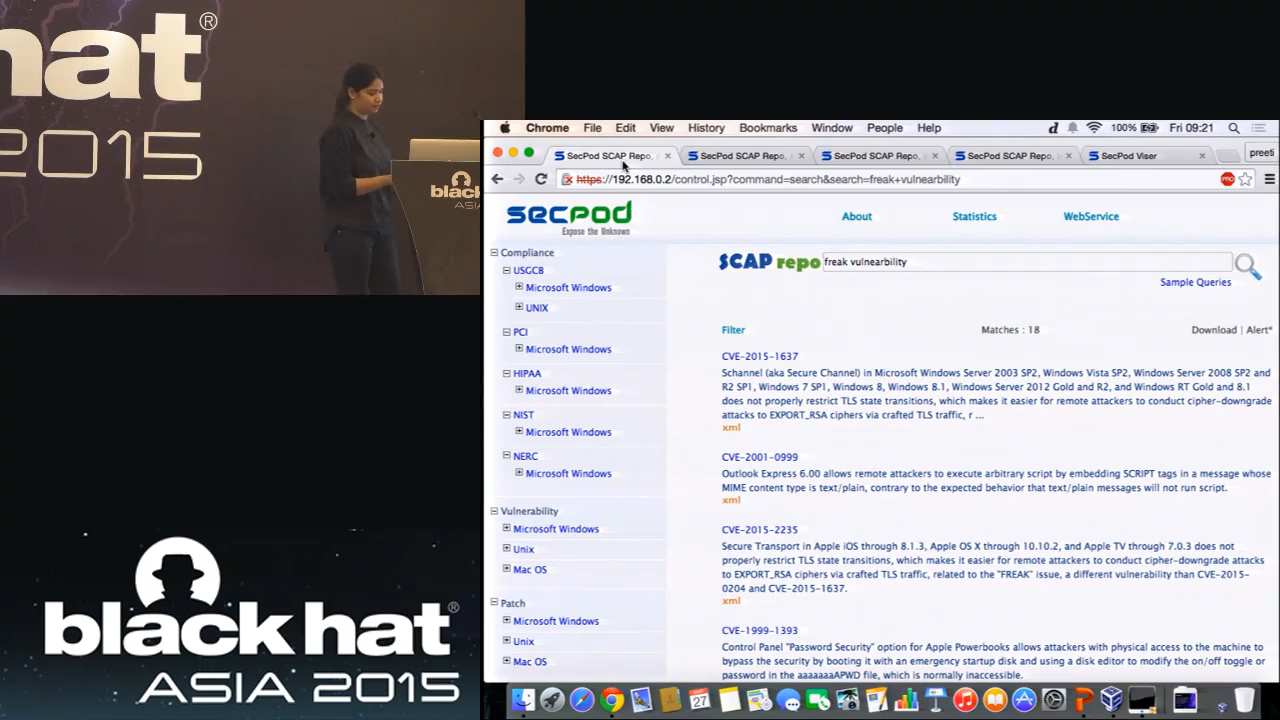 hat®
2015
black
ASIA
Chrome File Edit View History Bookmarks Window People Help
100% Fri 09:21
SecPod SCAP Repo, SecPod SCAP Repo, SecPod SCAP Repo, SecPod SCAP Repo, SecPod Viser preeti
https://192.168.0.2/control.jsp?command=search&search=freak+vulnearbility
secpod
Expose the Unknown
About Statistics WebService
Compliance
USGCB
Microsoft Windows
UNIX
PCI
Microsoft Windows
HIPAA
Microsoft Windows
NIST
Microsoft Windows
NERC
Microsoft Windows
Vulnerability
Microsoft Windows
Unix
Mac OS
Patch
Microsoft Windows
Unix
Mac OS
SCAP repo freak vulnearbility
Sample Queries
Filter Matches : 18 Download | Alert*
CVE-2015-1637
Schannel (aka Secure Channel) in Microsoft Windows Server 2003 SP2, Windows Vista SP2, Windows Server 2008 SP2 and
R2 SP1, Windows 7 SP1, Windows 8, Windows 8.1, Windows Server 2012 Gold and R2, and Windows RT Gold and 8.1
does not properly restrict TLS state transitions, which makes it easier for remote attackers to conduct cipher-downgrade
attacks to EXPORT_RSA ciphers via crafted TLS traffic, r ...
xml
CVE-2001-0999
Outlook Express 6.00 allows remote attackers to execute arbitrary script by embedding SCRIPT tags in a message whose
MIME content type is text/plain, contrary to the expected behavior that text/plain messages will not run script.
xml
CVE-2015-2235
Secure Transport in Apple iOS through 8.1.3, Apple OS X through 10.10.2, and Apple TV through 7.0.3 does not
properly restrict TLS state transitions, which makes it easier for remote attackers to conduct cipher-downgrade attacks
to EXPORT_RSA ciphers via crafted TLS traffic, related to the "FREAK" issue, a different vulnerability than CVE-2015-
0204 and CVE-2015-1637.
xml
CVE-1999-1393
Control Panel "Password Security" option for Apple Powerbooks allows attackers with physical access to the machine to
bypass the security by booting it with an emergency startup disk and using a disk editor to modify the on/off toggle or
password in the aaaaaaaAPWD file, which is normally inaccessible.
27
black hat®
ASIA 2015